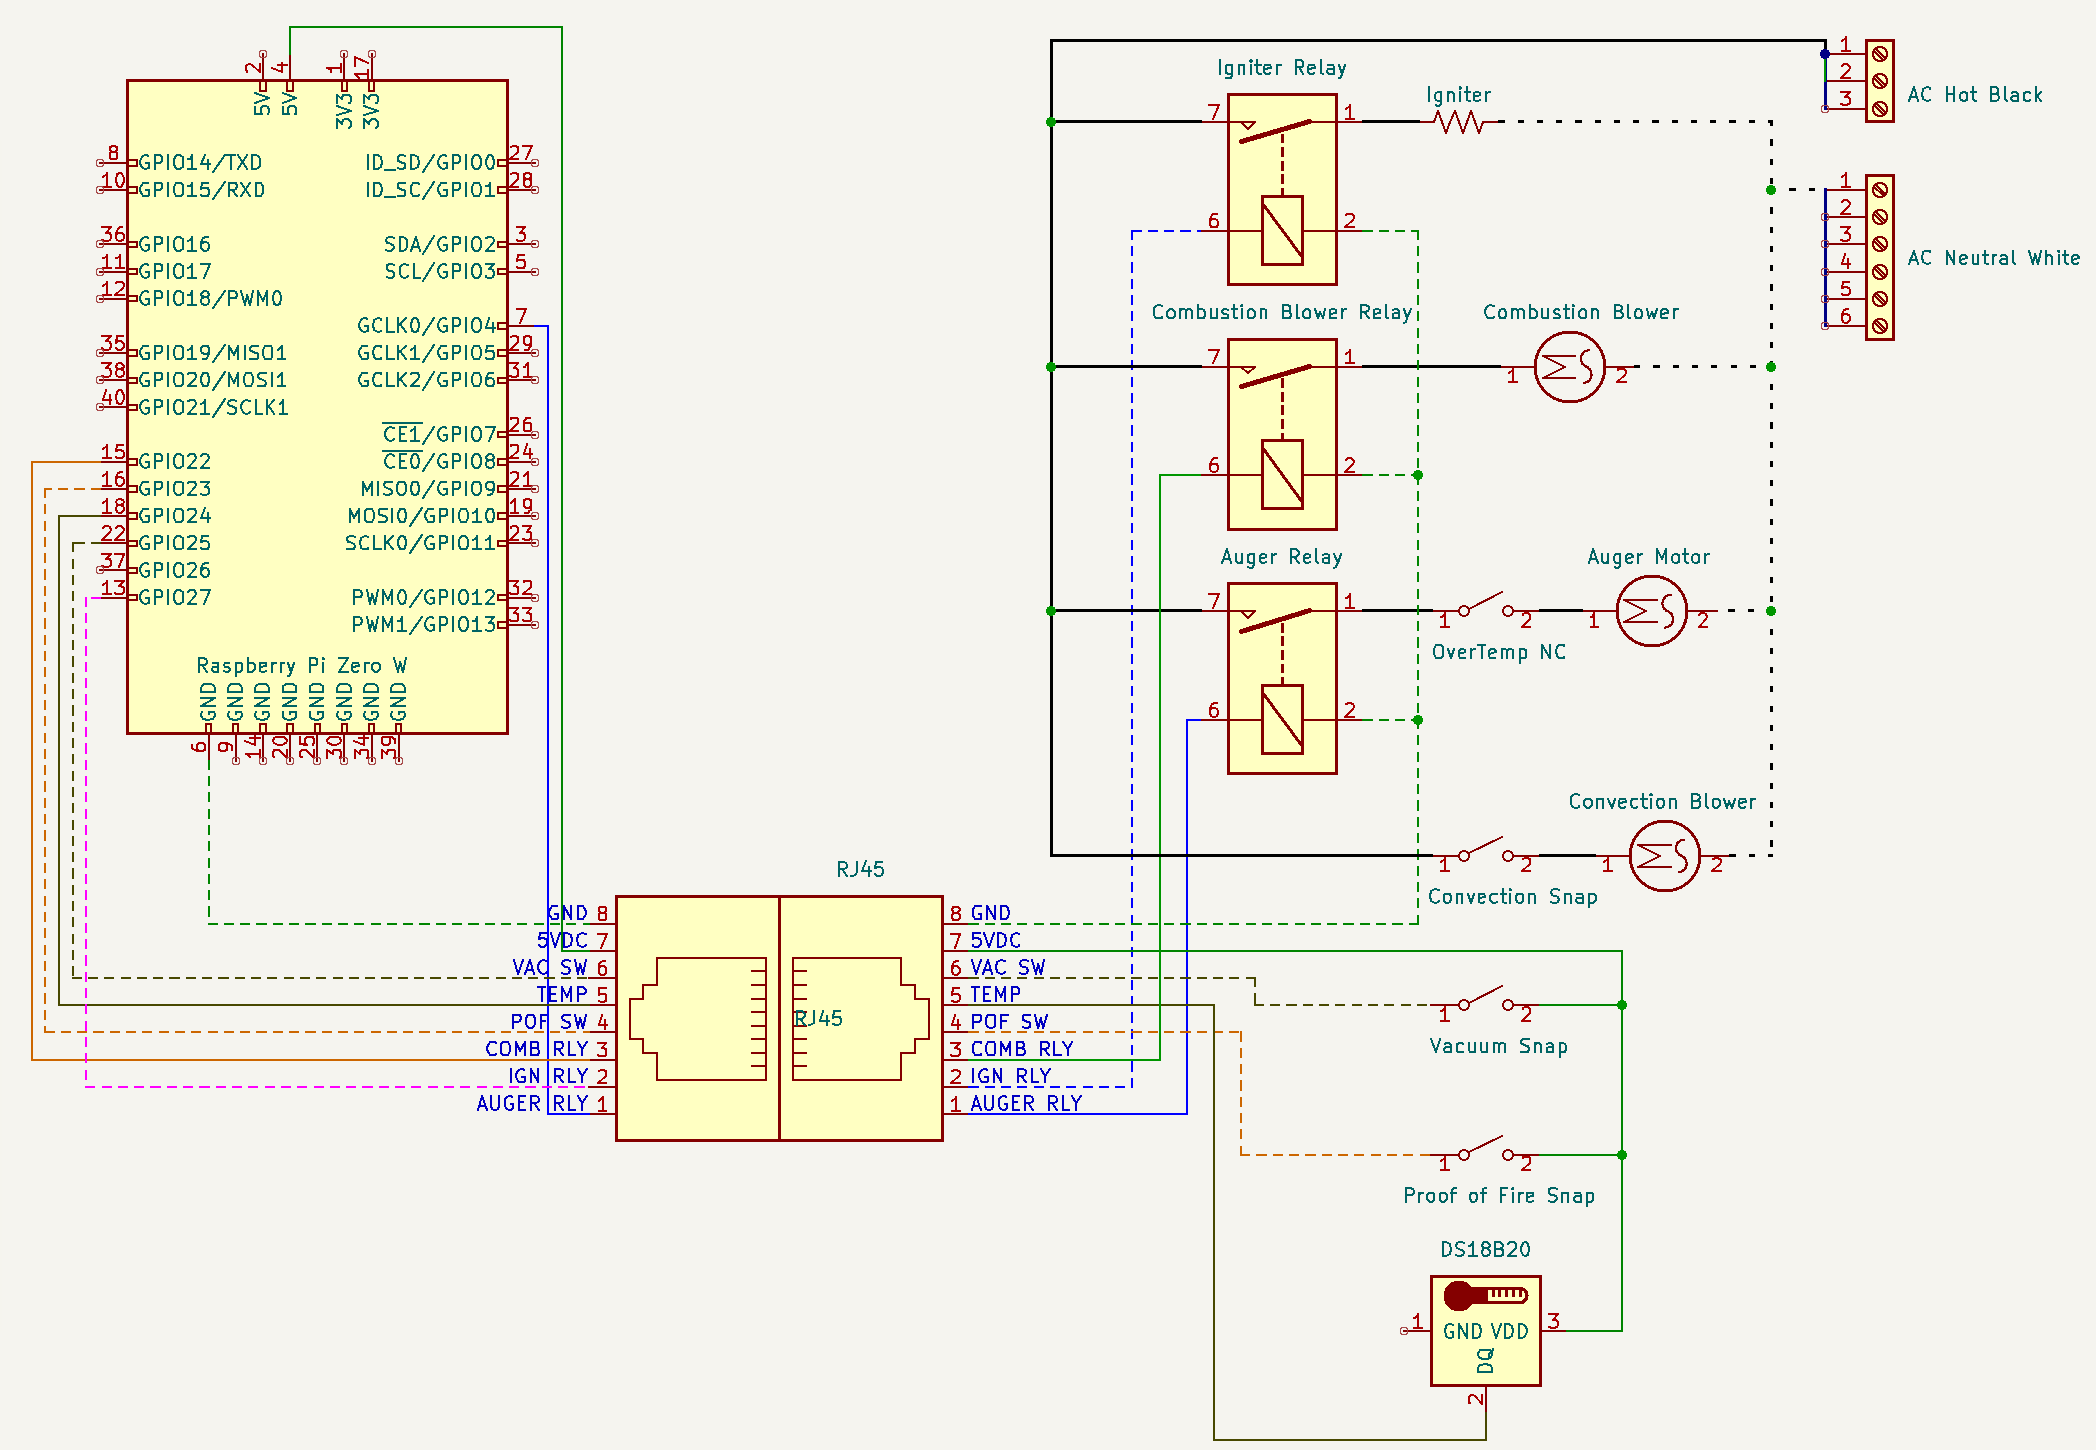 2
4
1
17
5V
5V
3V3
3V3
8 GPIO14/TXD
10 GPIO15/RXD
36 GPIO16
11 GPIO17
12 GPIO18/PWM0
35 GPIO19/MISO1
38 GPIO20/MOSI1
40 GPIO21/SCLK1
15 GPIO22
16 GPIO23
18 GPIO24
22 GPIO25
37 GPIO26
13 GPIO27
ID_SD/GPIO0 27
ID_SC/GPIO1 28
SDA/GPIO2 3
SCL/GPIO3 5
GCLK0/GPIO4 7
GCLK1/GPIO5 29
GCLK2/GPIO6 31
CE1/GPIO7 26
CE0/GPIO8 24
MISO0/GPIO9 21
MOSI0/GPIO10 19
SCLK0/GPIO11 23
PWM0/GPIO12 32
PWM1/GPIO13 33
Raspberry Pi Zero W
GND
GND
GND
GND
GND
GND
GND
GND
6
9
14
20
25
30
34
39
RJ45
GND 8
5VDC 7
VAC SW 6
TEMP 5
POF SW 4
COMB RLY 3
IGN RLY 2
AUGER RLY 1
RJ45
8 GND
7 5VDC
6 VAC SW
5 TEMP
4 POF SW
3 COMB RLY
2 IGN RLY
1 AUGER RLY
Igniter Relay
7 1
6 2
Igniter
Combustion Blower Relay
7 1
6 2
Combustion Blower
1 2
Auger Relay
7 1
6 2
1 2
OverTemp NC
Auger Motor
1 2
Convection Blower
1 2
1 2
Convection Snap
1
2
3
AC Hot Black
1
2
3
4
5
6
AC Neutral White
1 2
Vacuum Snap
1 2
Proof of Fire Snap
DS18B20
1 GND VDD 3
DQ
2